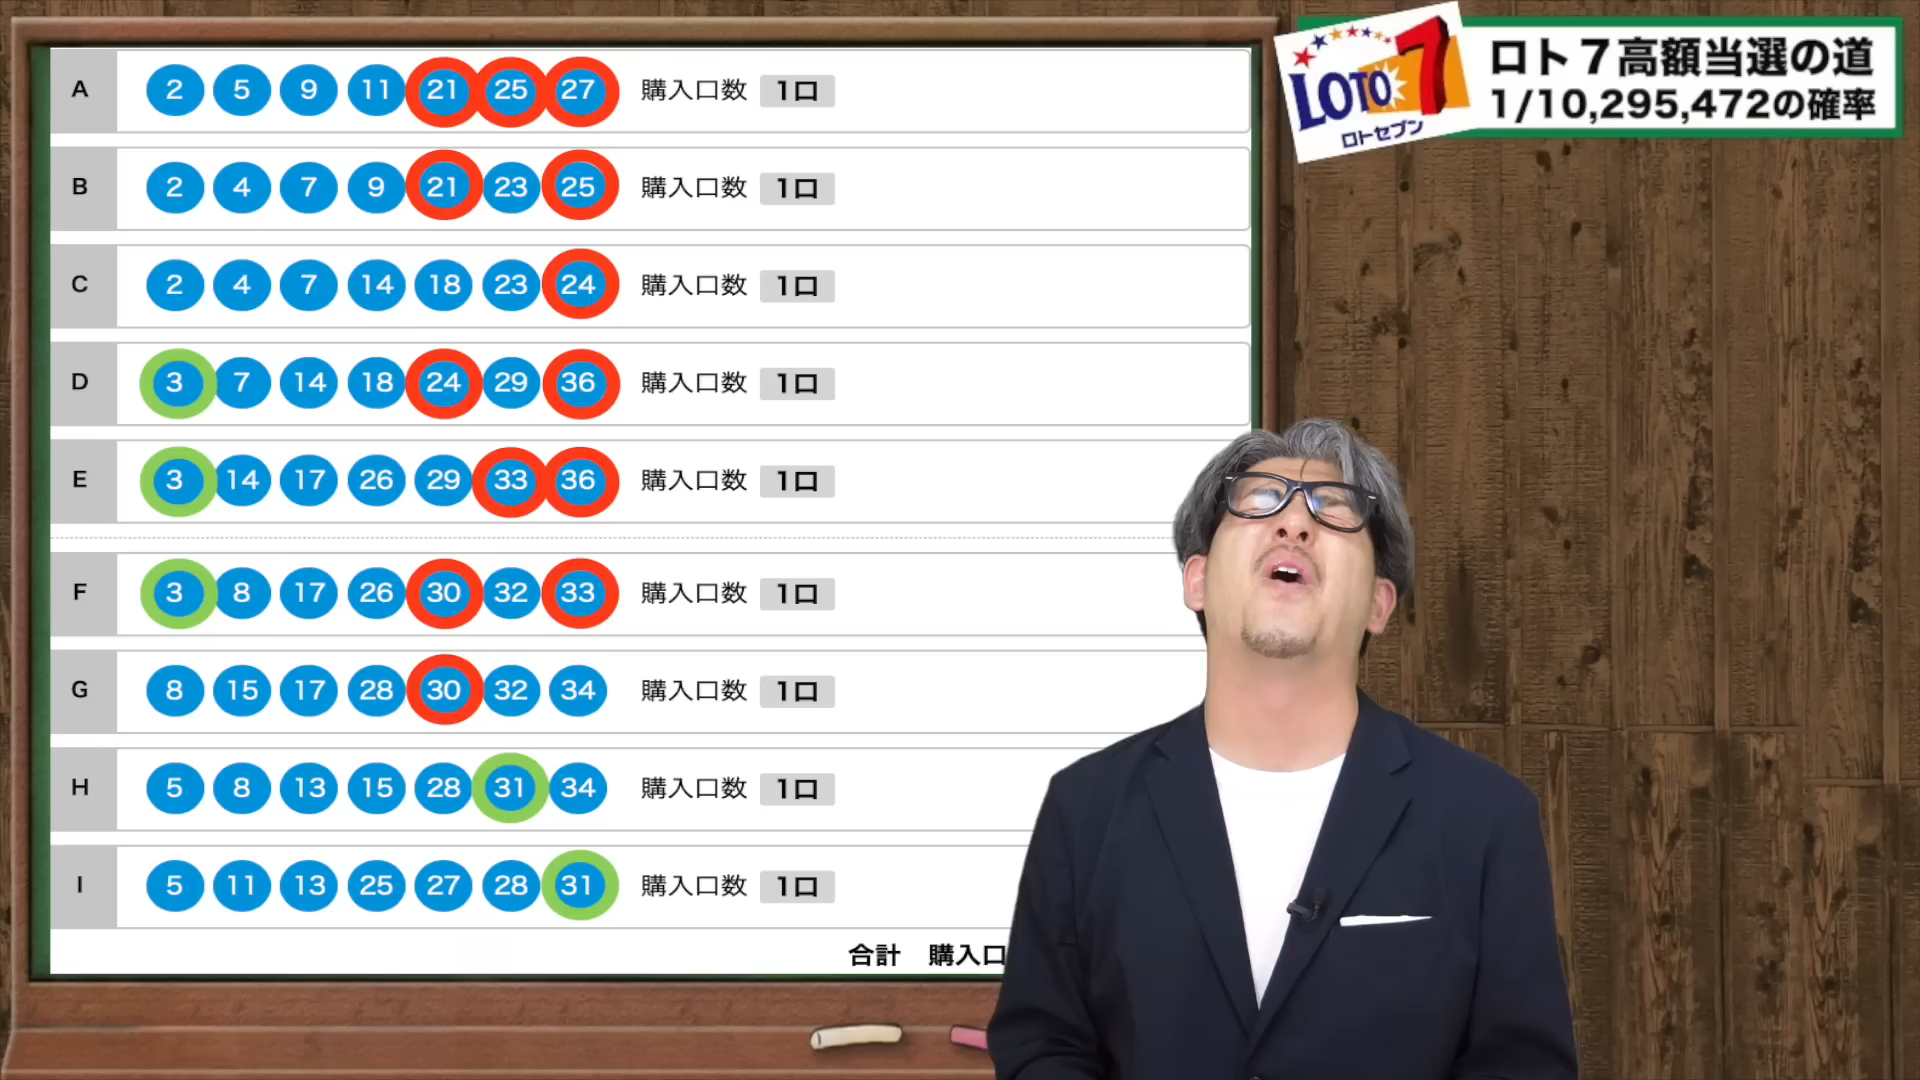 A 2 5 9 11 21 25 27 購入口数 1口
B 2 4 7 9 21 23 25 購入口数 1口
C 2 4 7 14 18 23 24 購入口数 1口
D 3 7 14 18 24 29 36 購入口数 1口
E 3 14 17 26 29 33 36 購入口数 1口
F 3 8 17 26 30 32 33 購入口数 1口
G 8 15 17 28 30 32 34 購入口数 1口
H 5 8 13 15 28 31 34 購入口数 1口
I 5 11 13 25 27 28 31 購入口数 1口
合計 購入口
LOTO 7
ロトセブン
ロト7高額当選の道
1/10,295,472の確率